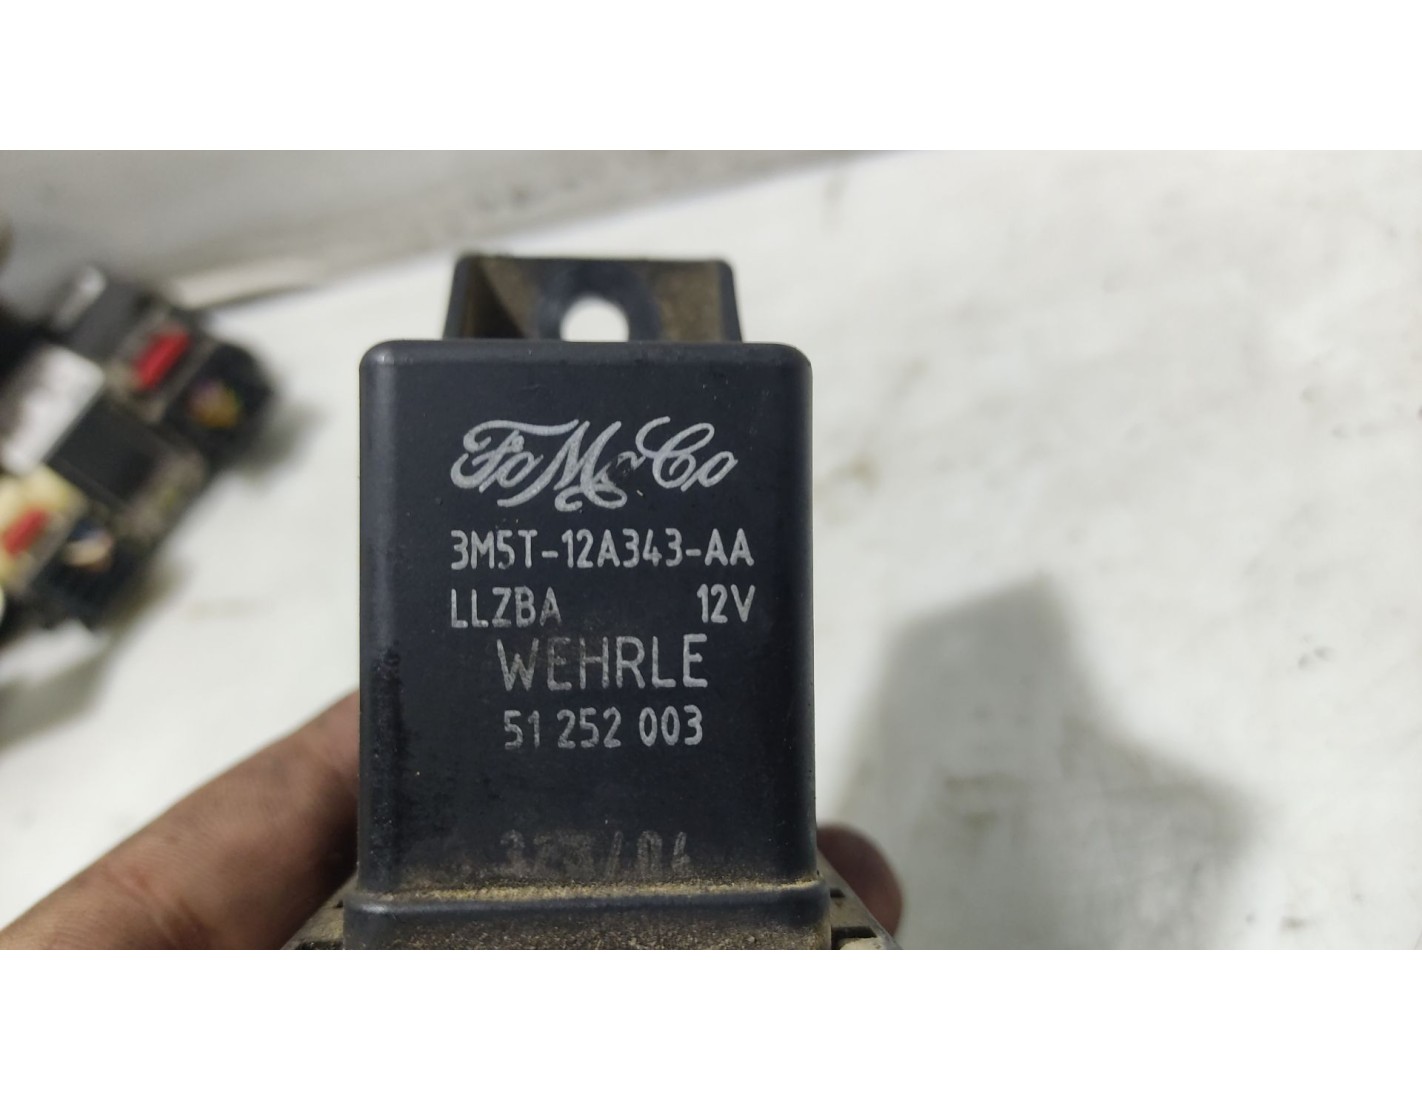 FoMoCo
3M5T-12A343-AA
LLZBA 12V
WEHRLE
51 252 003